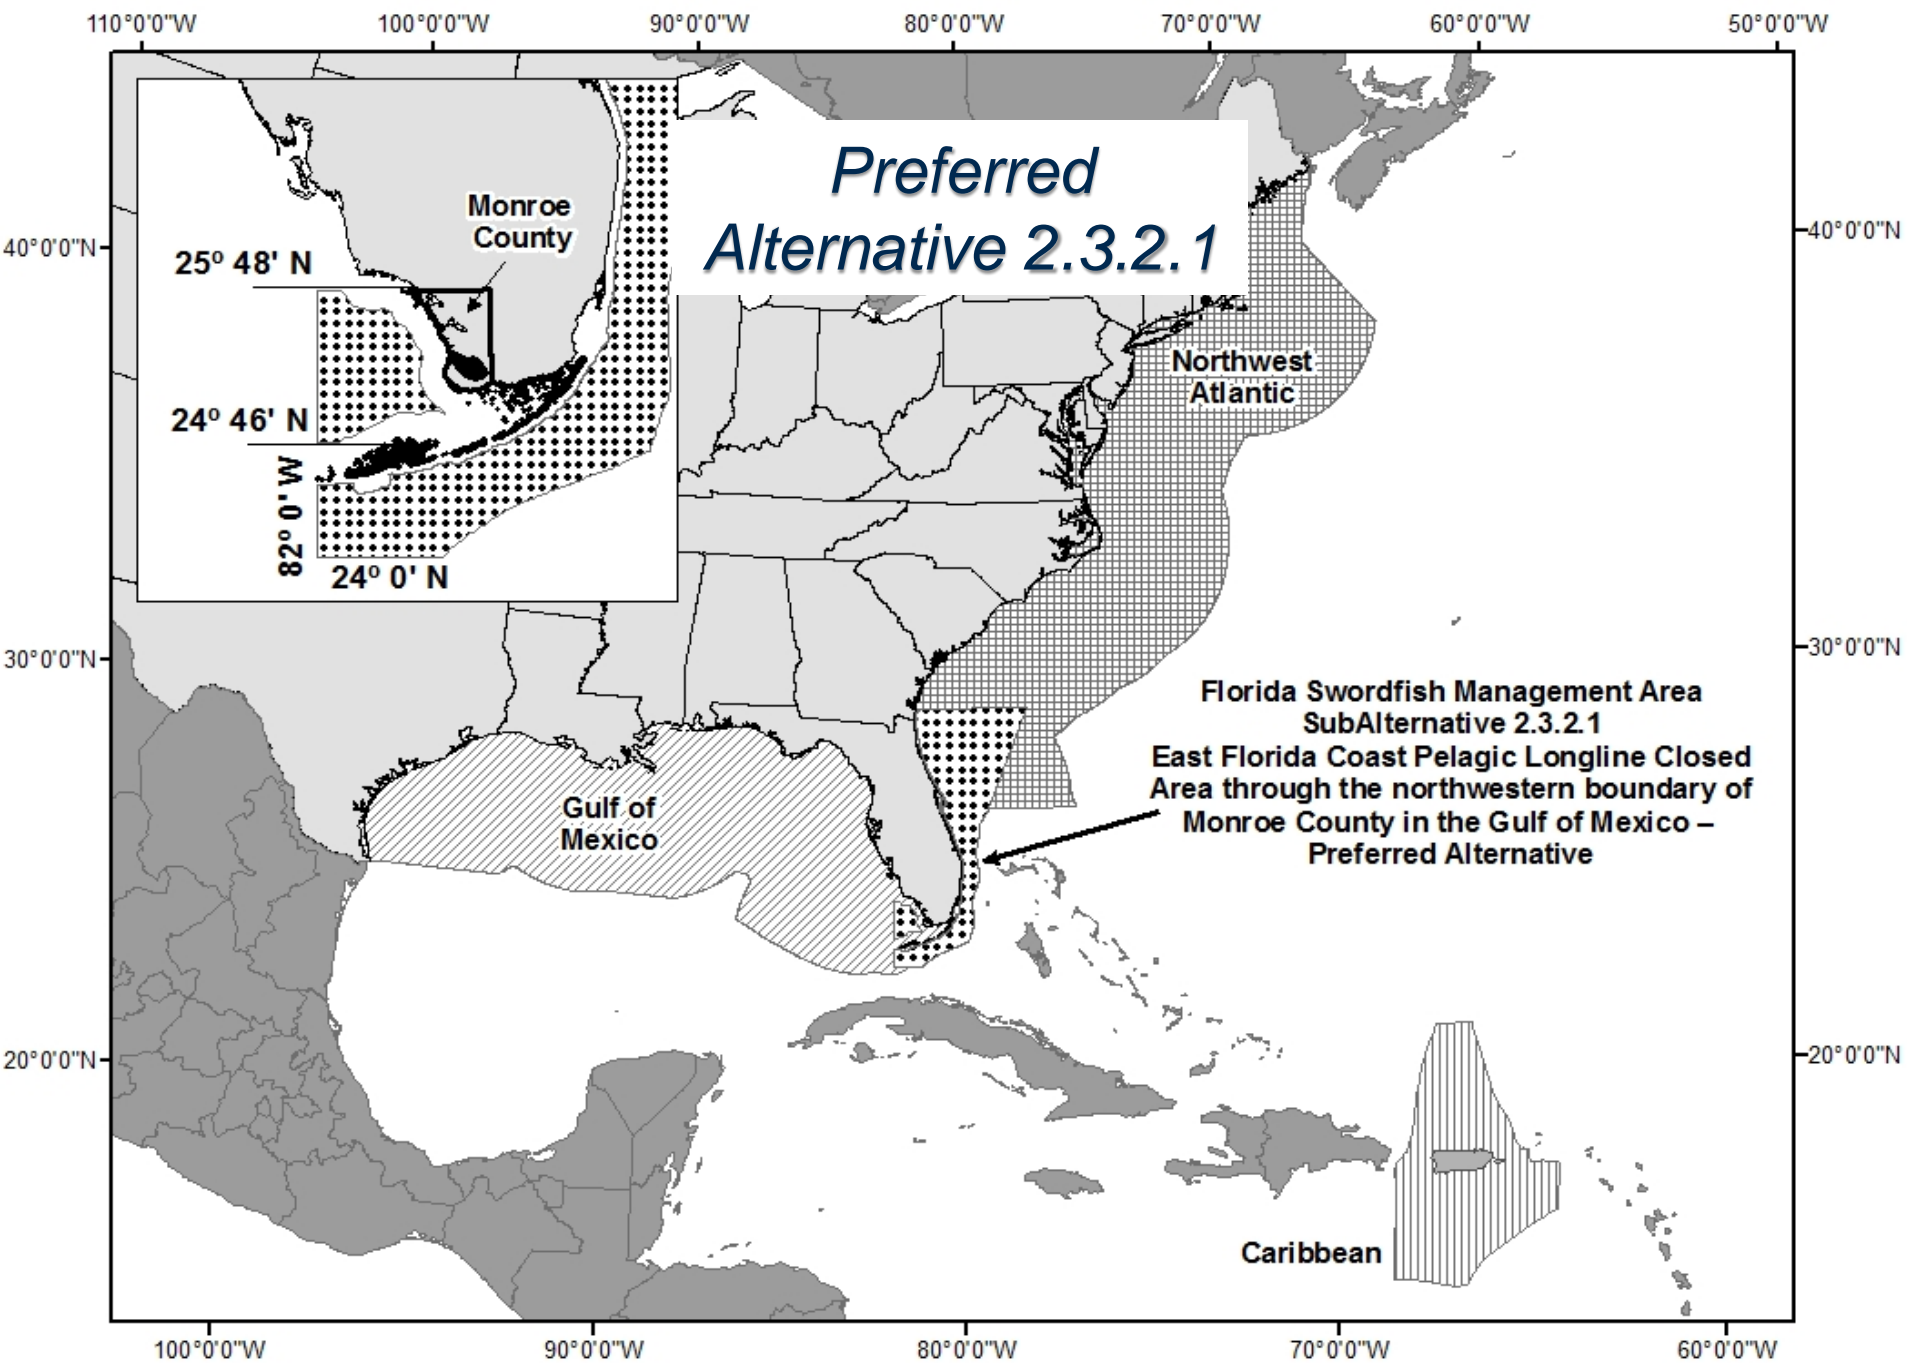 110°0'0"W 100°0'0"W 90°0'0"W 80°0'0"W 70°0'0"W 60°0'0"W 50°0'0"W
Preferred
Alternative 2.3.2.1
Monroe
County
25º 48' N
24º 46' N
82º 0' W
24º 0' N
40°0'0"N
40°0'0"N
30°0'0"N
30°0'0"N
20°0'0"N
20°0'0"N
Northwest
Atlantic
Florida Swordfish Management Area
SubAlternative 2.3.2.1
East Florida Coast Pelagic Longline Closed
Area through the northwestern boundary of
Monroe County in the Gulf of Mexico –
Preferred Alternative
Gulf of
Mexico
Caribbean
100°0'0"W 90°0'0"W 80°0'0"W 70°0'0"W 60°0'0"W